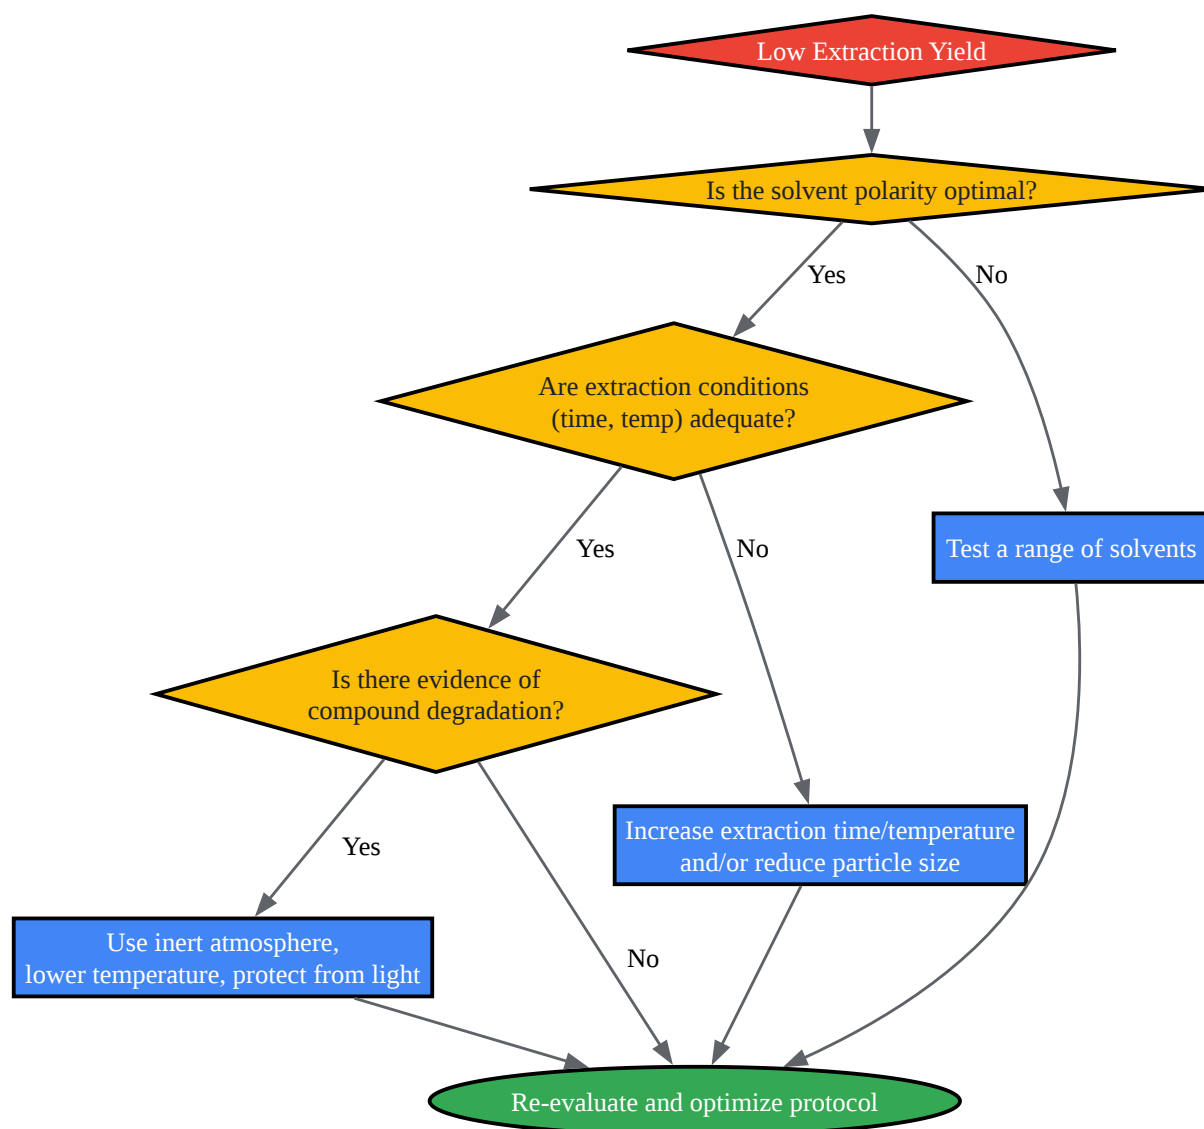 Low Extraction Yield
Is the solvent polarity optimal?
Yes
No
Are extraction conditions
(time, temp) adequate?
Yes
No
Test a range of solvents
Is there evidence of
compound degradation?
Yes
No
Increase extraction time/temperature
and/or reduce particle size
Use inert atmosphere,
lower temperature, protect from light
Re-evaluate and optimize protocol